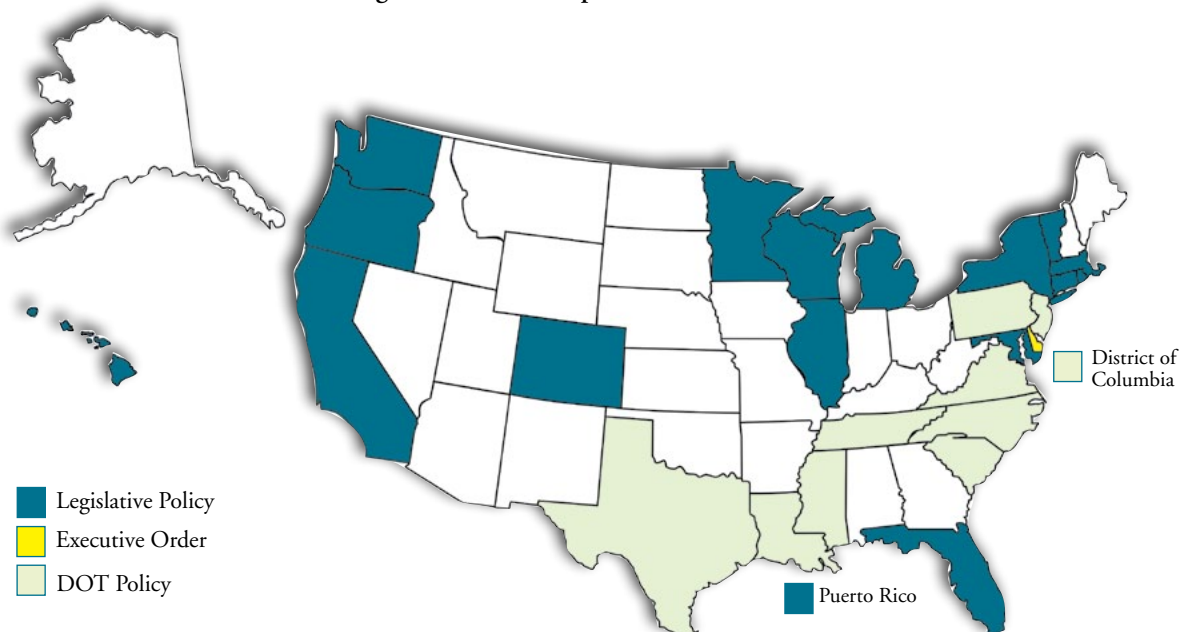 District of
Columbia
Legislative Policy
Executive Order
DOT Policy
Puerto Rico